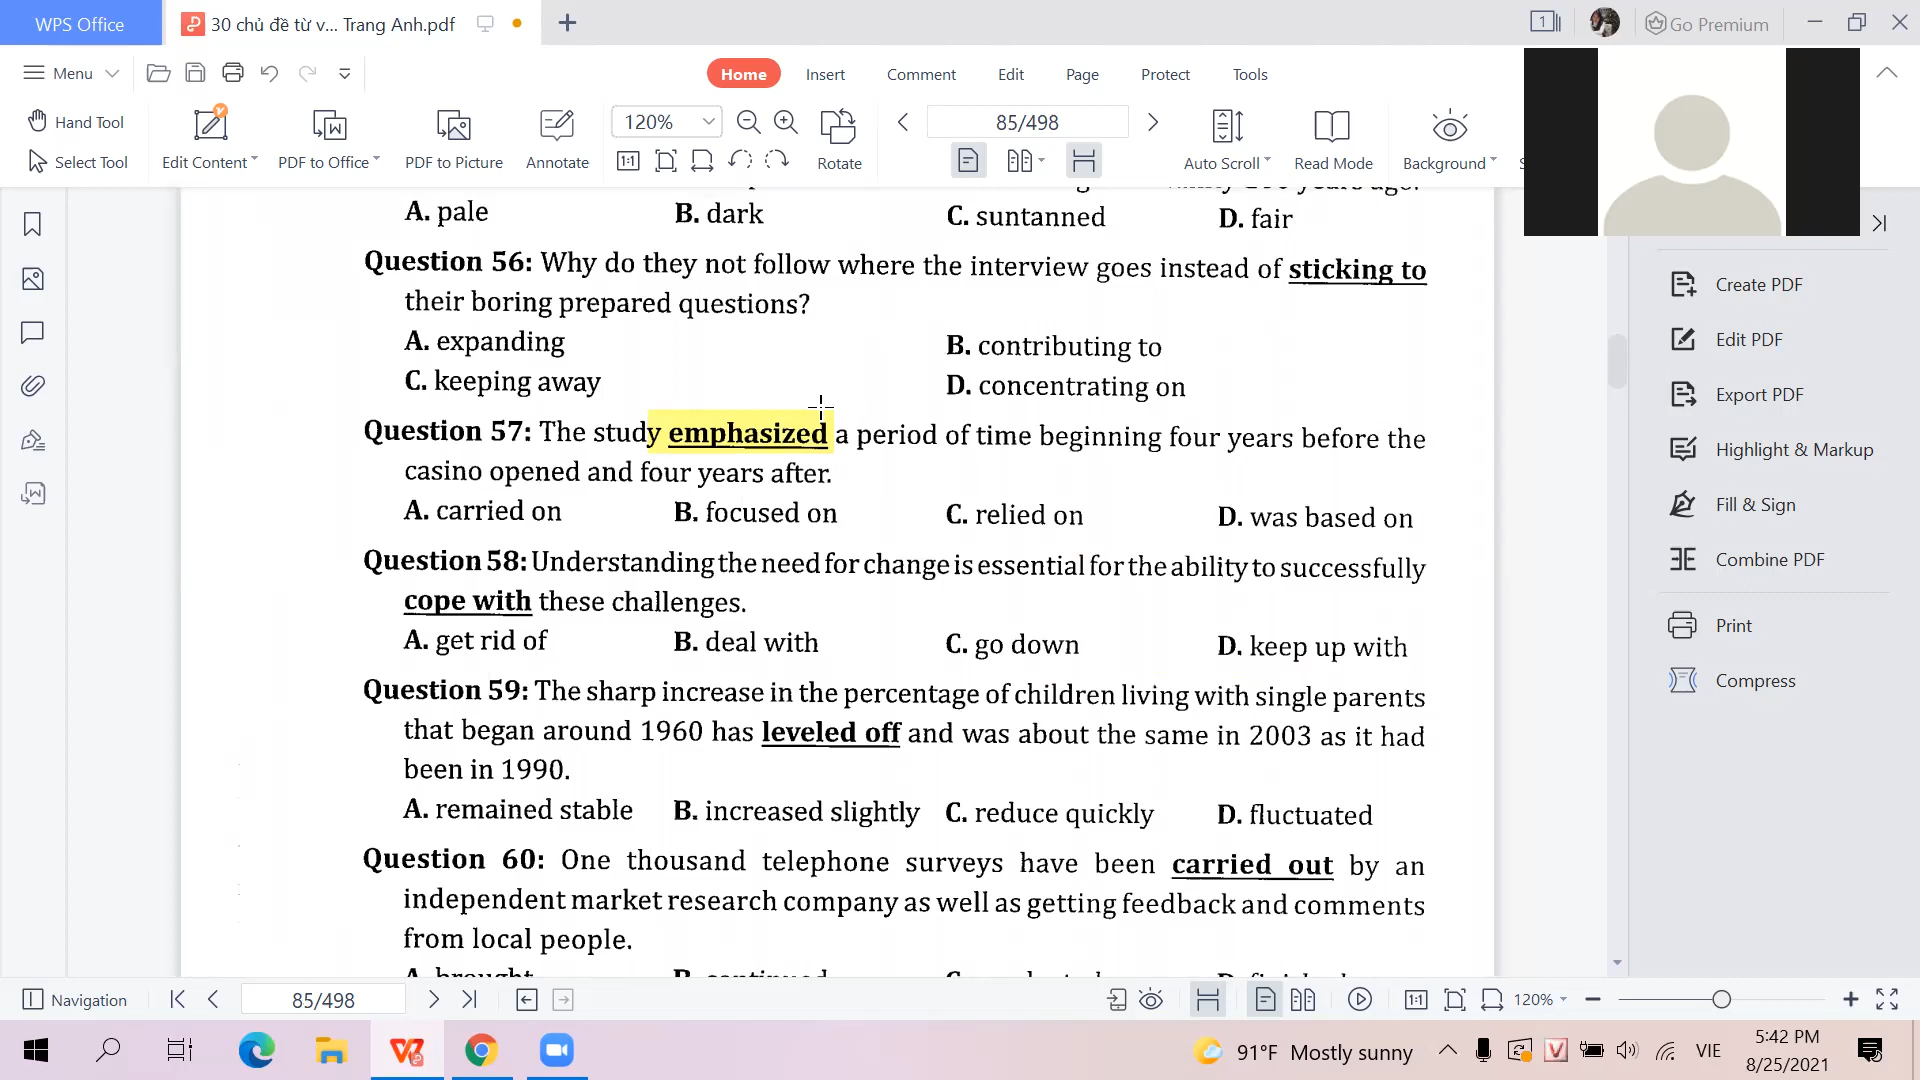 WPS Office
30 chủ đề từ v... Trang Anh.pdf
1
Go Premium
Menu
Home Insert Comment Edit Page Protect Tools
Hand Tool
Select Tool
Edit Content
PDF to Office
PDF to Picture
Annotate
120%
1:1
Rotate
85/498
Auto Scroll
Read Mode
Background
A. pale B. dark C. suntanned D. fair
Question 56: Why do they not follow where the interview goes instead of sticking to
their boring prepared questions?
A. expanding B. contributing to
C. keeping away D. concentrating on
Question 57: The study emphasized a period of time beginning four years before the
casino opened and four years after.
A. carried on B. focused on C. relied on D. was based on
Question 58: Understanding the need for change is essential for the ability to successfully
cope with these challenges.
A. get rid of B. deal with C. go down D. keep up with
Question 59: The sharp increase in the percentage of children living with single parents
that began around 1960 has leveled off and was about the same in 2003 as it had
been in 1990.
A. remained stable B. increased slightly C. reduce quickly D. fluctuated
Question 60: One thousand telephone surveys have been carried out by an
independent market research company as well as getting feedback and comments
from local people.
Create PDF
Edit PDF
Export PDF
Highlight & Markup
Fill & Sign
Combine PDF
Print
Compress
Navigation
85/498
1:1
120%
91°F Mostly sunny
VIE
5:42 PM
8/25/2021